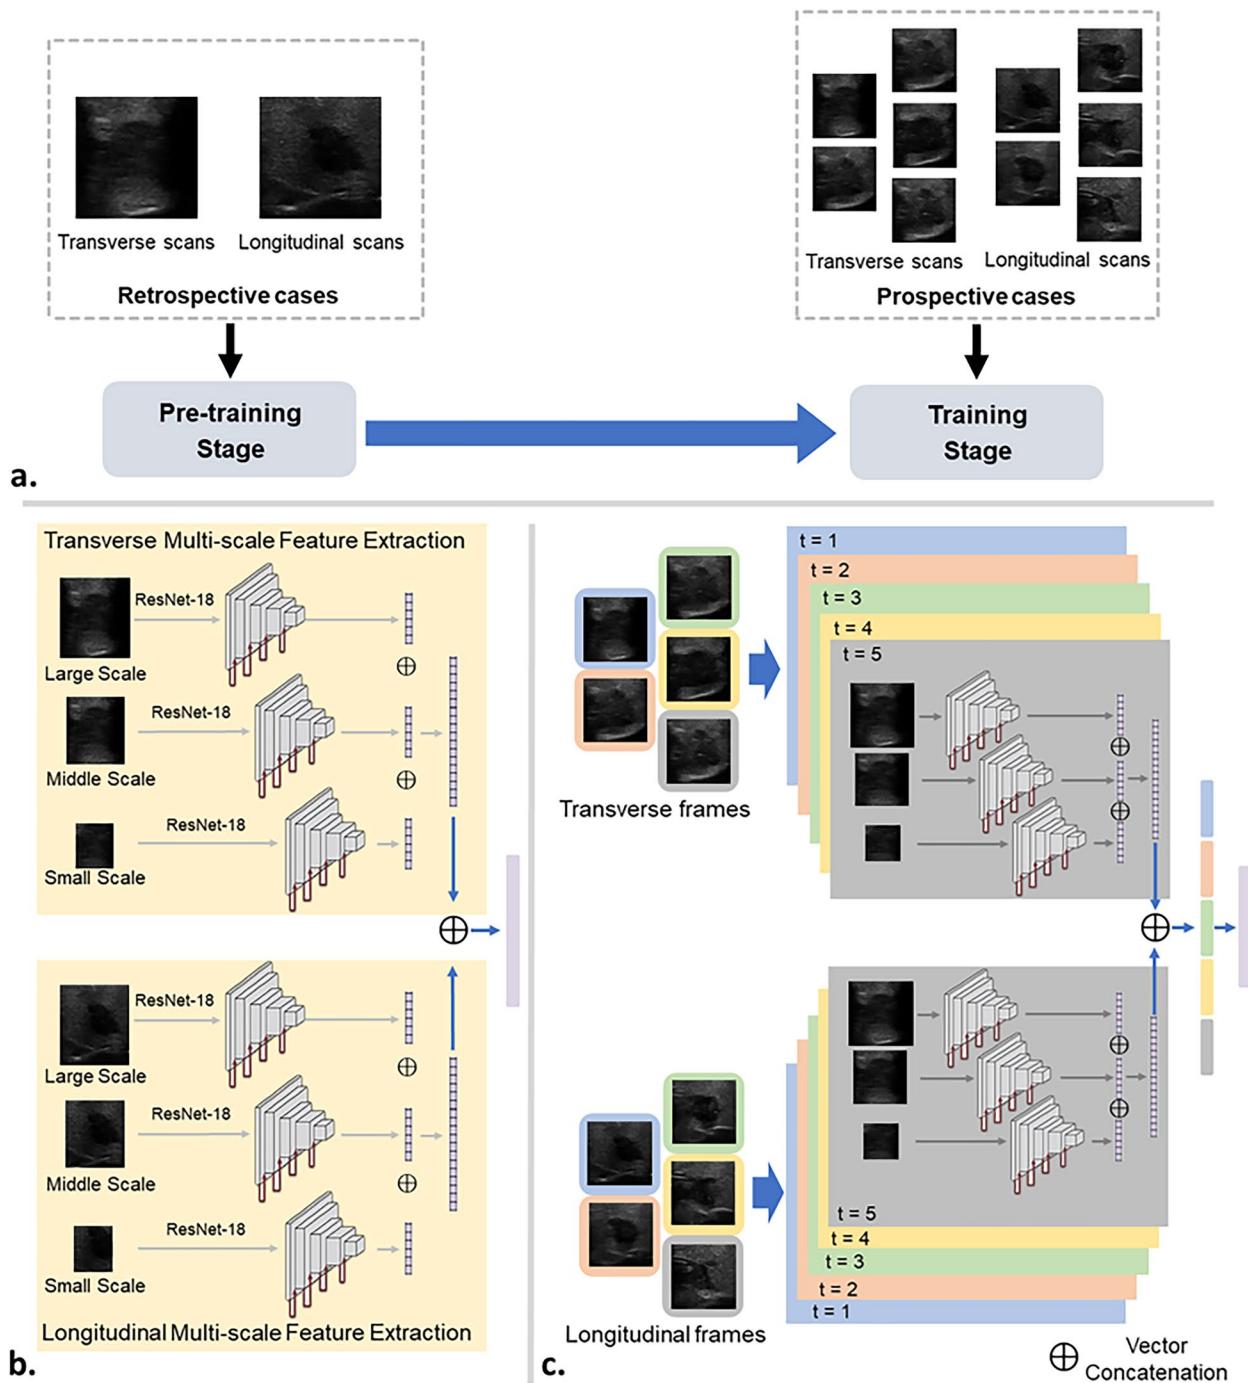 Transverse scans
Longitudinal scans
Retrospective cases
Transverse scans
Longitudinal scans
Prospective cases
Pre-training
Stage
Training
Stage
a.
Transverse Multi-scale Feature Extraction
ResNet-18
Large Scale
ResNet-18
Middle Scale
ResNet-18
Small Scale
ResNet-18
Large Scale
ResNet-18
Middle Scale
ResNet-18
Small Scale
Longitudinal Multi-scale Feature Extraction
b.
t = 1
t = 2
t = 3
t = 4
t = 5
Transverse frames
t = 5
t = 4
t = 3
t = 2
t = 1
Longitudinal frames
c.
Vector
Concatenation